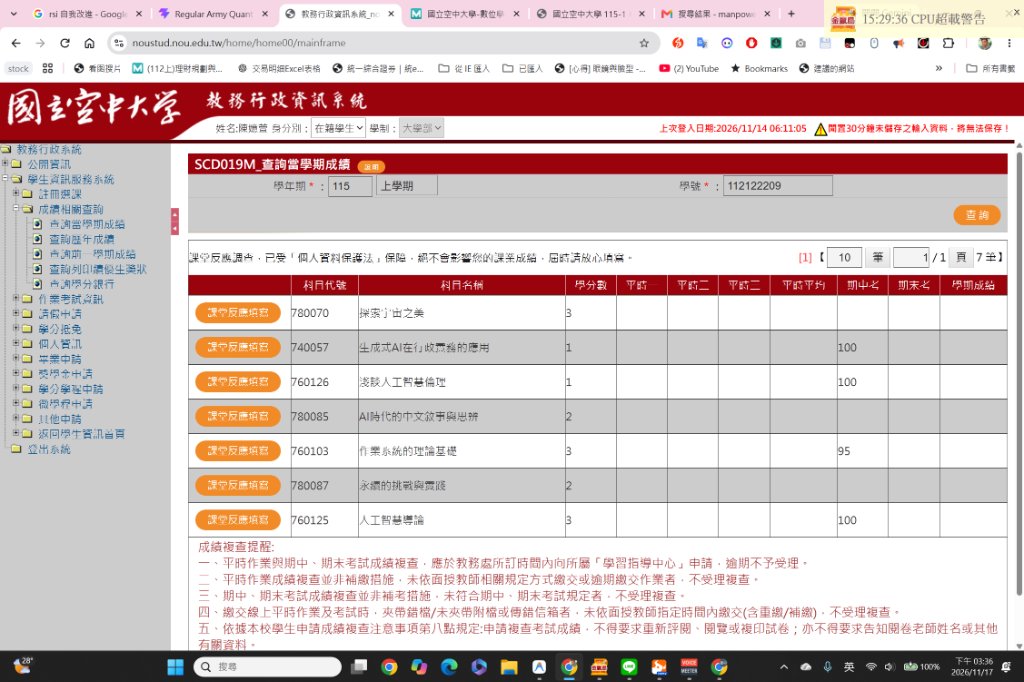 rsi 自我改進 - Google
Regular Army Quant
教務行政資訊系統_no
國立空中大學-數位學
國立空中大學 115-1
搜尋結果 - manpowe
15:29:36 CPU超載警告
noustud.nou.edu.tw/home/home00/mainframe
stock
看圖授片
(112上)理財規劃與...
交易明細Excel表格
統一綜合證券 | 統e...
從 IE 匯入
已匯入
(心得) 眼鏡與臉型 -...
(2) YouTube
Bookmarks
建議的網站
»
所有書籤
國立空中大學 教務行政資訊系統
身分別： 在籍學生 學制： 大學部
上次登入日期:2026/11/14 06:11:05 閒置30分鐘未儲存之輸入資料，將無法保存！
教務行政系統
公開資訊
學生資訊服務系統
註冊選課
成績相關查詢
查詢當學期成績
查詢歷年成績
查詢前一學期成績
查詢列印績優生獎狀
查詢學分銀行
作業考試資訊
請假申請
學分抵免
個人資訊
畢業申請
獎學金申請
學分學程申請
微學程申請
其他申請
返回學生資訊首頁
登出系統
SCD019M_查詢當學期成績 說明
學年期 * ： 115 上學期 學號 * ： 112122209
查詢
課堂反應調查，已受「個人資料保護法」保障，絕不會影響您的課業成績，屆時請放心填寫。 [1] 【 10 筆 1 / 1 頁 7 筆】
科目代號 科目名稱 學分數 平時一 平時二 平時三 平時平均 期中考 期末考 學期成績
課堂反應填寫 780070 探索宇宙之美 3
課堂反應填寫 740057 生成式AI在行政實務的應用 1 100
課堂反應填寫 760126 淺談人工智慧倫理 1 100
課堂反應填寫 780085 AI時代的中文敘事與思辨 2
課堂反應填寫 760103 作業系統的理論基礎 3 95
課堂反應填寫 780087 永續的挑戰與實踐 2
課堂反應填寫 760125 人工智慧導論 3 100
成績複查提醒:
一、平時作業與期中、期末考試成績複查，應於教務處所訂時間內向所屬「學習指導中心」申請，逾期不予受理。
二、平時作業成績複查並非補繳措施，未依面授教師相關規定方式繳交或逾期繳交作業者，不受理複查。
三、期中、期末考試成績複查並非補考措施，未符合期中、期末考試規定者，不受理複查。
四、繳交線上平時作業及考試時，夾帶錯檔/未夾帶附檔或傳錯信箱者，未依面授教師指定時間內繳交(含重繳/補繳)，不受理複查。
五、依據本校學生申請成績複查注意事項第八點規定:申請複查考試成績，不得要求重新評閱、閱覽或複印試卷；亦不得要求告知閱卷老師姓名或其他
有關資料。
28°
搜尋
英
100%
下午 03:36
2026/11/17